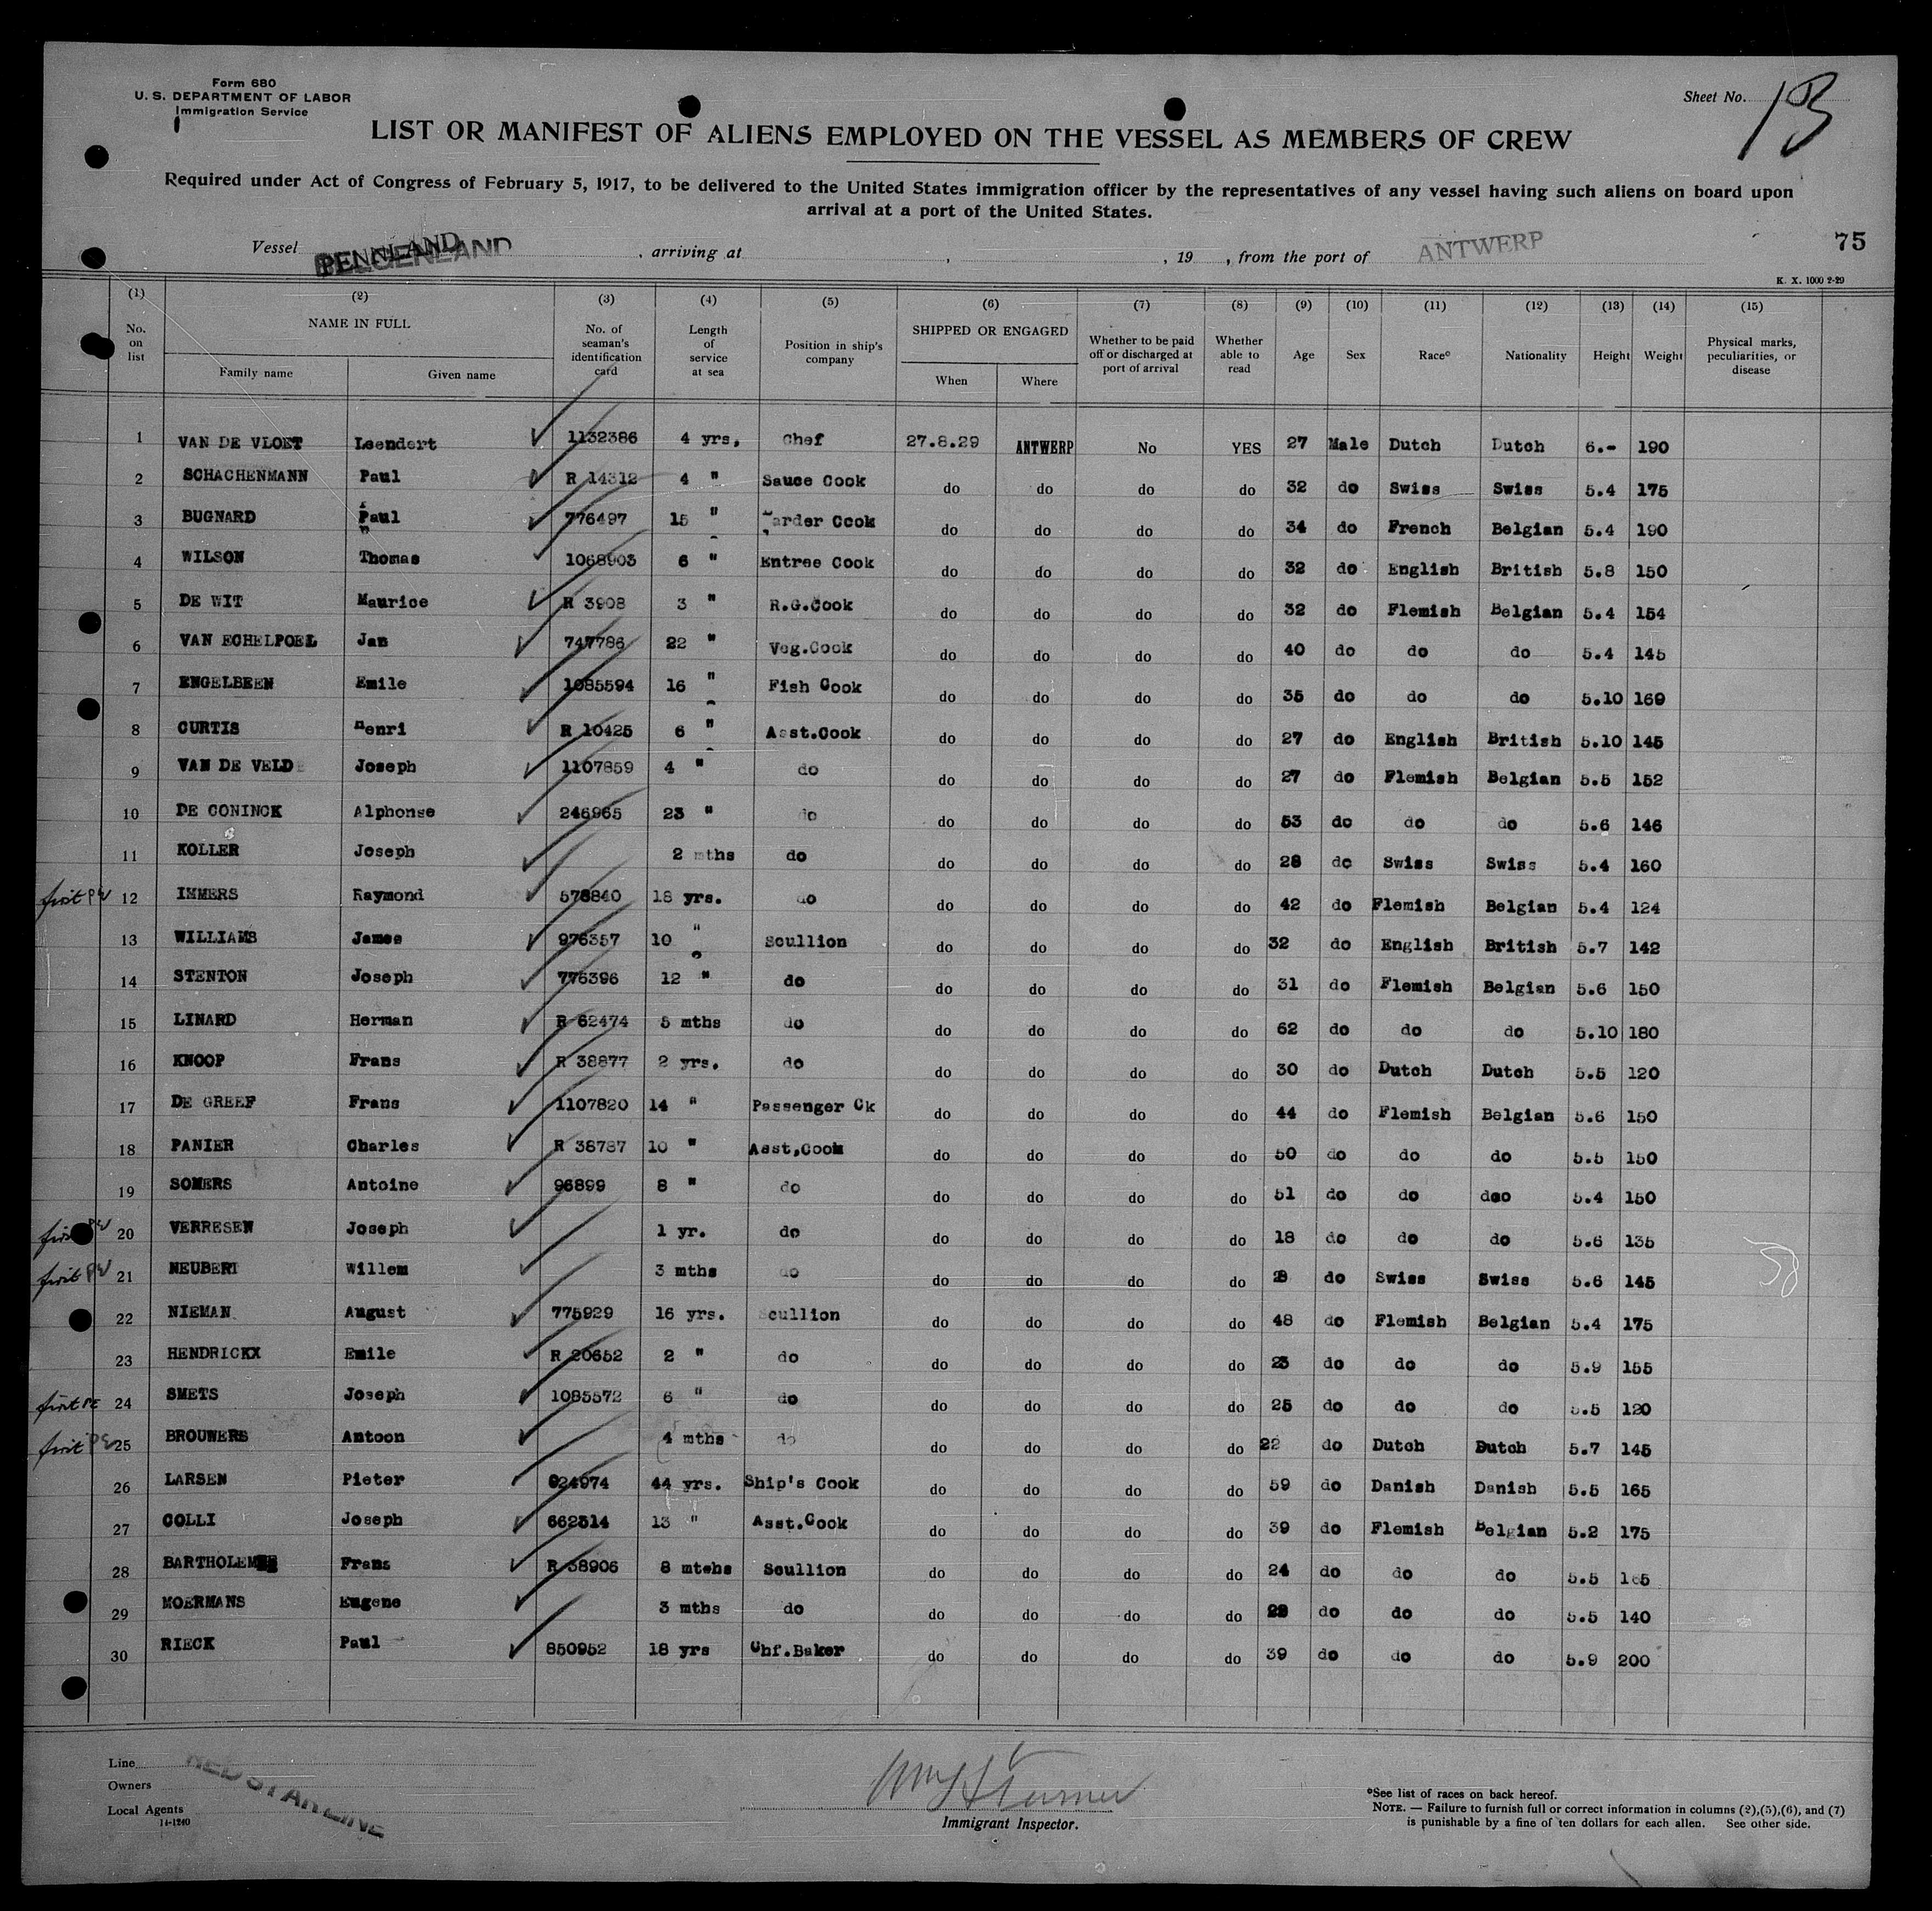 Form 680
U. S. DEPARTMENT OF LABOR
Immigration Service
Sheet No. 13
LIST OR MANIFEST OF ALIENS EMPLOYED ON THE VESSEL AS MEMBERS OF CREW
Required under Act of Congress of February 5, 1917, to be delivered to the United States immigration officer by the representatives of any vessel having such aliens on board upon
arrival at a port of the United States.
Vessel PENNLAND BELGENLAND , arriving at , , 19 , from the port of ANTWERP 75
K. X. 1000 2-29
(1) (2) (3) (4) (5) (6) (7) (8) (9) (10) (11) (12) (13) (14) (15)
No. on list NAME IN FULL Family name Given name No. of seaman's identification card Length of service at sea Position in ship's company SHIPPED OR ENGAGED When Where Whether to be paid off or discharged at port of arrival Whether able to read Age Sex Race* Nationality Height Weight Physical marks, peculiarities, or disease
1 VAN DE VLOET Leendert 1132386 4 yrs, Chef 27.8.29 ANTWERP No YES 27 Male Dutch Dutch 6.- 190
2 SCHACHENMANN Paul R 14312 4 " Sauce Cook do do do do 32 do Swiss Swiss 5.4 175
3 BUGNARD Paul 776497 15 " arder Cook do do do do 34 do French Belgian 5.4 190
4 WILSON Thomas 1068903 6 " Entree Cook do do do do 32 do English British 5.8 150
5 DE WIT Maurice R 3908 3 " R.G.Cook do do do do 32 do Flemish Belgian 5.4 154
6 VAN ECHELPOEL Jan 747786 22 " Veg.Cook do do do do 40 do do do 5.4 145
7 ENGELBEEN Emile 1085594 16 " Fish Cook do do do do 35 do do do 5.10 169
8 CURTIS Henri R 10425 6 " Asst.Cook do do do do 27 do English British 5.10 145
9 VAN DE VELDE Joseph 1107859 4 " do do do do do 27 do Flemish Belgian 5.5 152
10 DE CONINCK Alphonse 246965 23 " do do do do do 53 do do do 5.6 146
11 KOLLER Joseph 2 mths do do do do do 28 do Swiss Swiss 5.4 160
first PW 12 IMMERS Raymond 578840 18 yrs. do do do do do 42 do Flemish Belgian 5.4 124
13 WILLIAMS James 976357 10 " Scullion do do do do 32 do English British 5.7 142
14 STENTON Joseph 776396 12 " do do do do do 31 do Flemish Belgian 5.6 150
15 LINARD Herman R 62474 5 mths do do do do do 62 do do do 5.10 180
16 KNOOP Frans R 38877 2 yrs. do do do do do 30 do Dutch Dutch 5.5 120
17 DE GREEF Frans 1107820 14 " Passenger Ck do do do do 44 do Flemish Belgian 5.6 150
18 PANIER Charles R 38787 10 " Asst,Cook do do do do 50 do do do 5.5 150
19 SOMERS Antoine 96899 8 " do do do do do 51 do do deo 5.4 150
first PW 20 VERRESEN Joseph 1 yr. do do do do do 18 do do do 5.6 135
first PW 21 NEUBERT Willem 3 mths do do do do do do Swiss Swiss 5.6 145
22 NIEMAN August 775929 16 yrs. Scullion do do do do 48 do Flemish Belgian 5.4 175
23 HENDRICKX Emile R 20652 2 " do do do do do 23 do do do 5.9 155
first PE 24 SMETS Joseph 1085572 6 " do do do do do 25 do do do 5.5 120
first PE 25 BROUWERS Antoon 4 mths do do do do do 22 do Dutch Dutch 5.7 145
26 LARSEN Pieter 624974 44 yrs. Ship's Cook do do do do 59 do Danish Danish 5.5 165
27 COLLI Joseph 662314 13 " Asst.Cook do do do do 39 do Flemish Belgian 5.2 175
28 BARTHOLEM Frans R 38906 8 mtehs Scullion do do do do 24 do do do 5.5 165
29 MOERMANS Eugene 3 mths do do do do do do do do 5.5 140
30 RIECK Paul 850952 18 yrs Chf.Baker do do do do 39 do do do 5.9 200
Line RED STAR LINE
Owners
Local Agents
14-1240
Wm H Turner
Immigrant Inspector.
*See list of races on back hereof.
NOTE. — Failure to furnish full or correct information in columns (2),(5),(6), and (7)
is punishable by a fine of ten dollars for each alien. See other side.